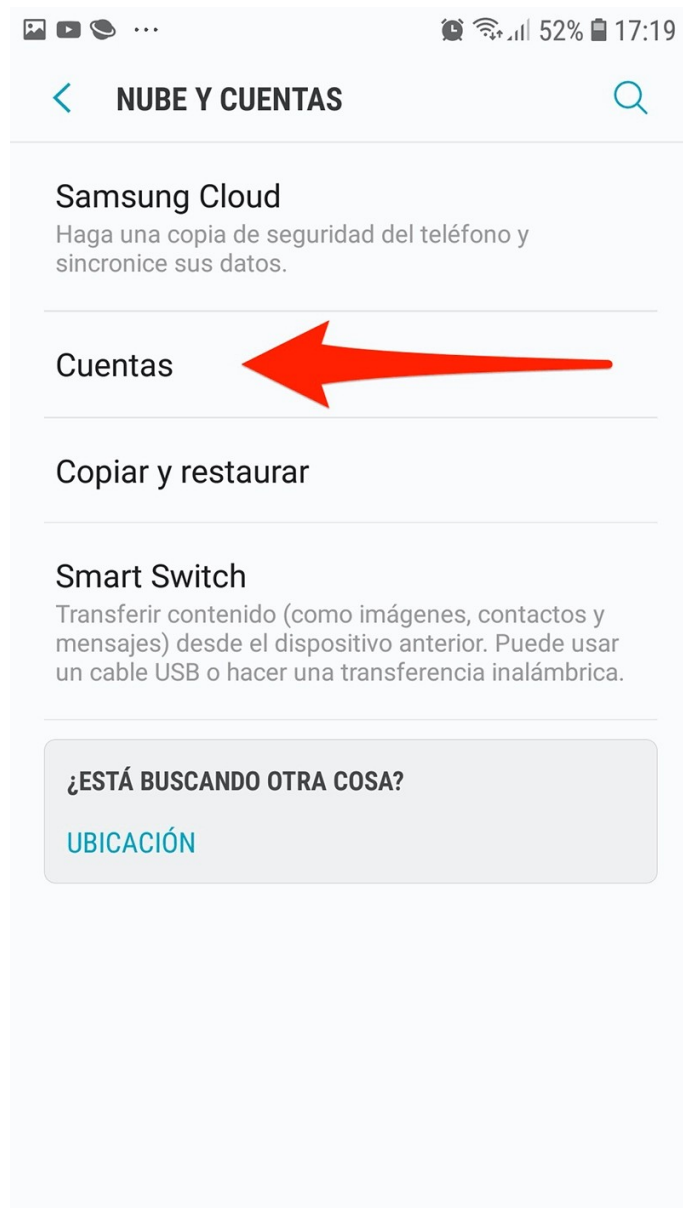 52% 17:19
NUBE Y CUENTAS
Samsung Cloud
Haga una copia de seguridad del teléfono y
sincronice sus datos.
Cuentas
Copiar y restaurar
Smart Switch
Transferir contenido (como imágenes, contactos y
mensajes) desde el dispositivo anterior. Puede usar
un cable USB o hacer una transferencia inalámbrica.
¿ESTÁ BUSCANDO OTRA COSA?
UBICACIÓN